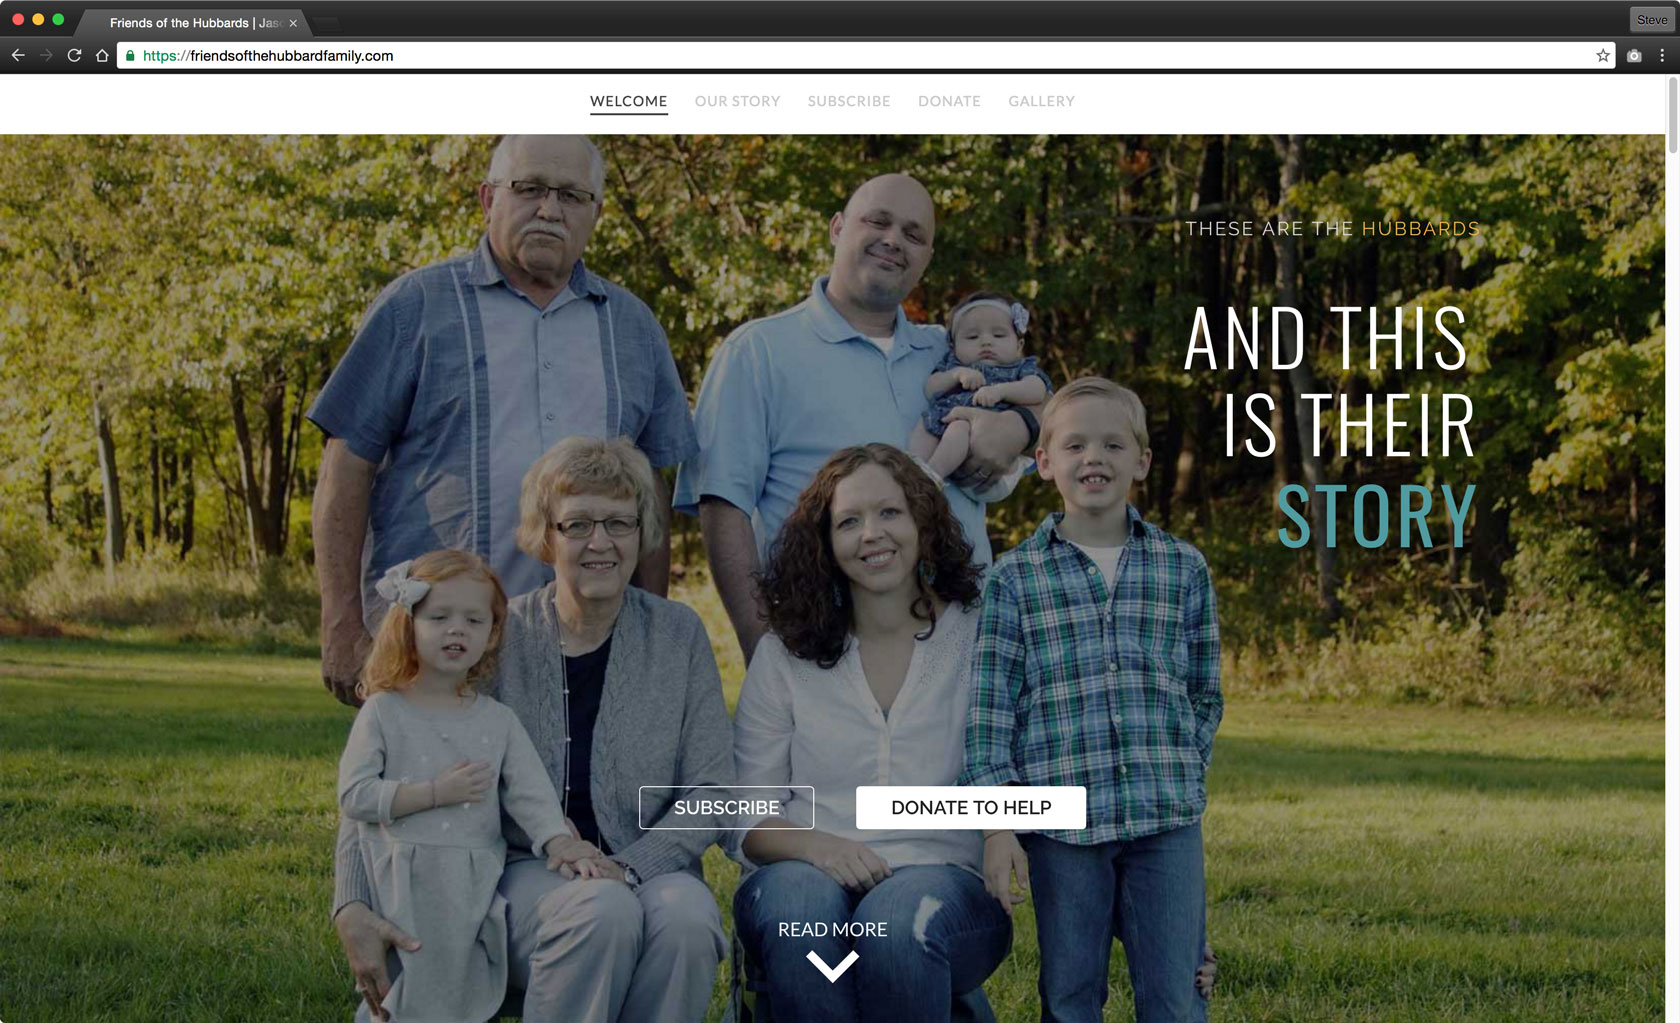 Friends of the Hubbards | Jas
Steve
https://friendsofthehubbardfamily.com
WELCOME OUR STORY SUBSCRIBE DONATE GALLERY
THESE ARE THE HUBBARDS
AND THIS
IS THEIR
STORY
SUBSCRIBE DONATE TO HELP
READ MORE